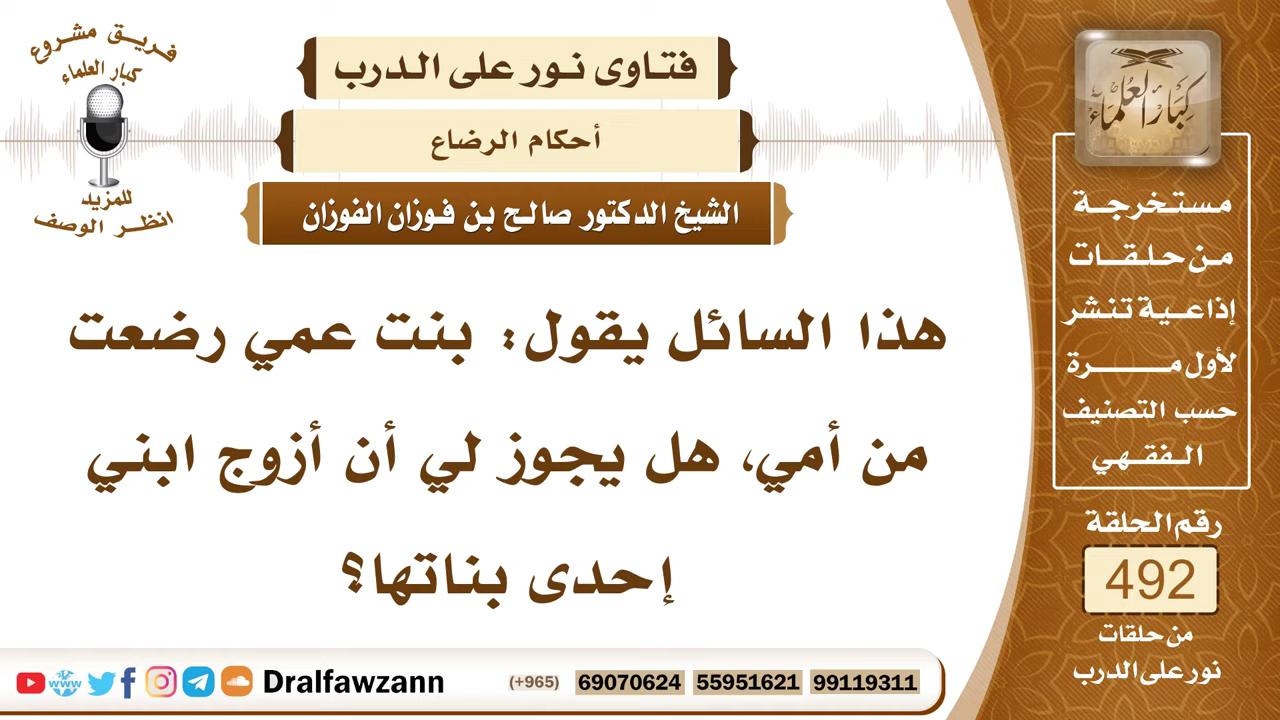 فريق مشروع
كبار العلماء
للمزيد
انظر الوصف
فتاوى نور على الدرب
أحكام الرضاع
الشيخ الدكتور صالح بن فوزان الفوزان
هذا السائل يقول: بنت عمي رضعت
من أمي، هل يجوز لي أن أزوج ابني
إحدى بناتها؟
كبار العلماء
مستخرجة
من حلقات
إذاعية تنشر
لأول مرة
حسب التصنيف
الفقهي
رقم الحلقة
492
من حلقات
نور على الدرب
www Dralfawzann (+965) 69070624 55951621 99119311